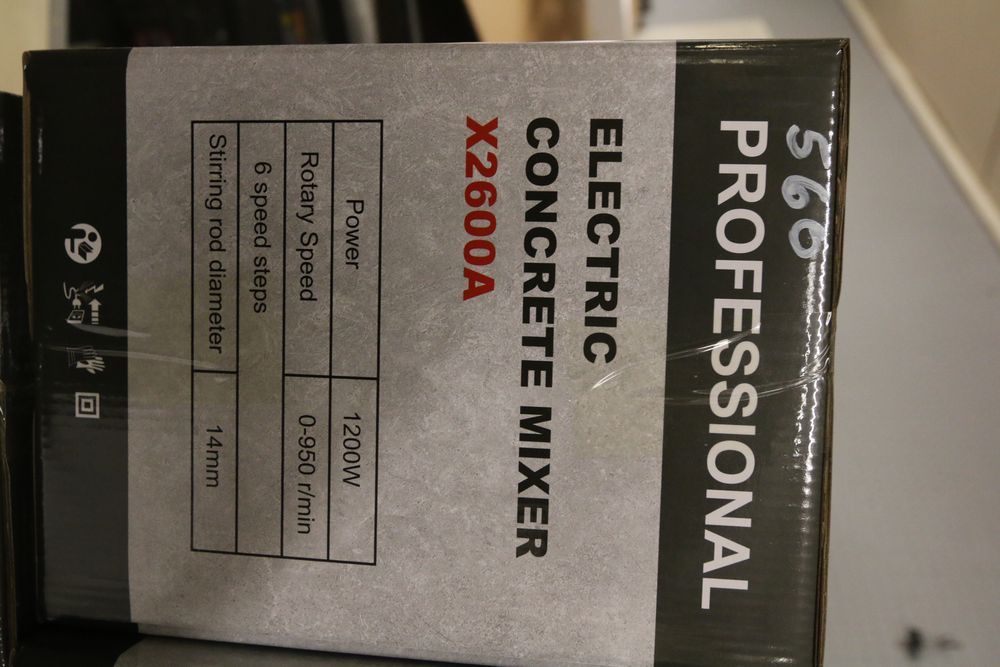 566
PROFESSIONAL
ELECTRIC
CONCRETE MIXER
X2600A
Power 1200W
Rotary Speed 0-950 r/min
6 speed steps
Stirring rod diameter 14mm